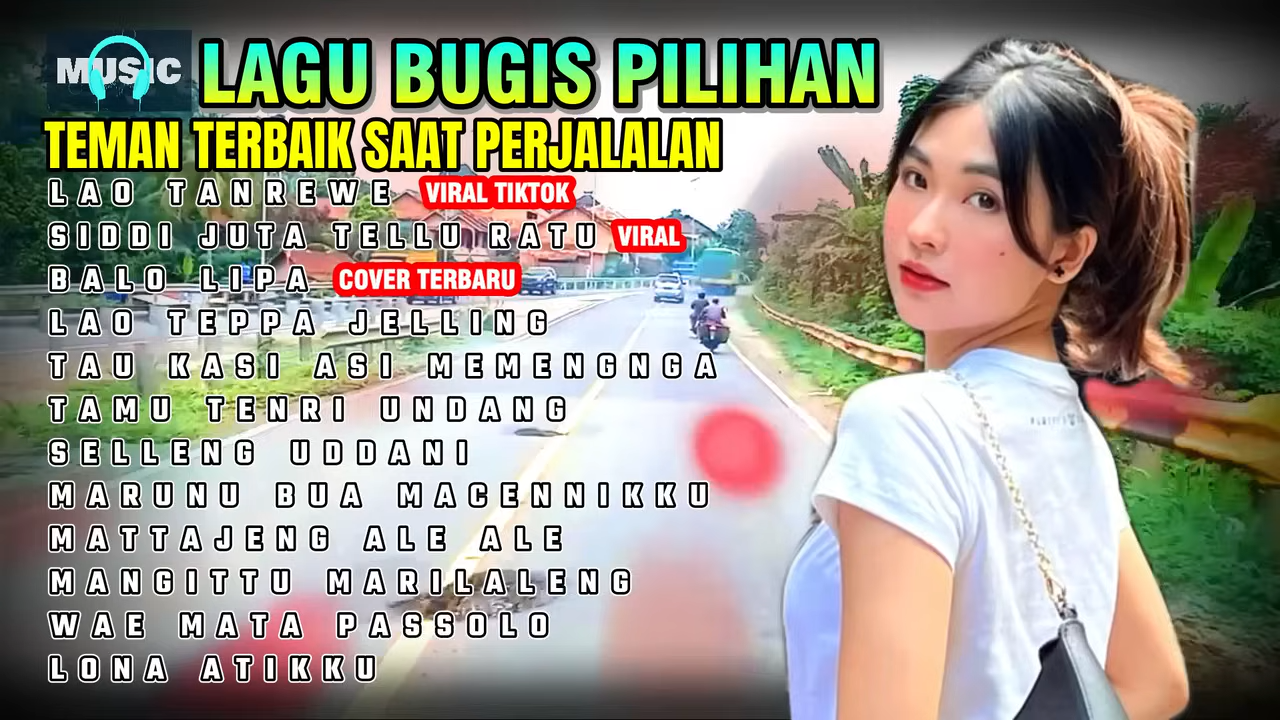 MUSIC
LAGU BUGIS PILIHAN
TEMAN TERBAIK SAAT PERJALALAN
LAO TANREWE VIRAL TIKTOK
SIDDI JUTA TELLU RATU VIRAL
BALO LIPA COVER TERBARU
LAO TEPPA JELLING
TAU KASI ASI MEMENGNGA
TAMU TENRI UNDANG
SELLENG UDDANI
MARUNU BUA MACENNIKKU
MATTAJENG ALE ALE
MANGITTU MARILALENG
WAE MATA PASSOLO
LONA ATIKKU